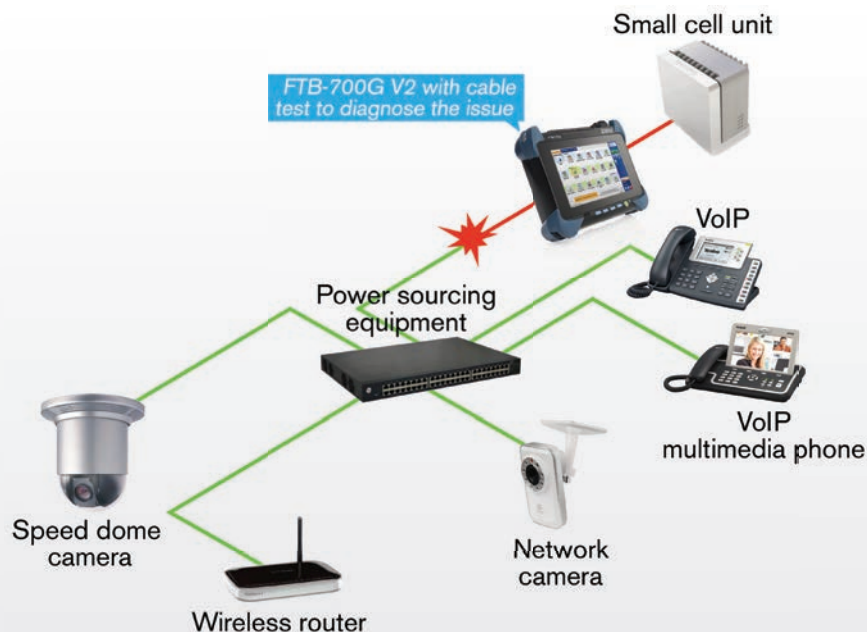 Small cell unit
FTB-700G V2 with cable
test to diagnose the issue
VoIP
Power sourcing
equipment
VoIP
multimedia phone
Speed dome
camera
Network
camera
Wireless router